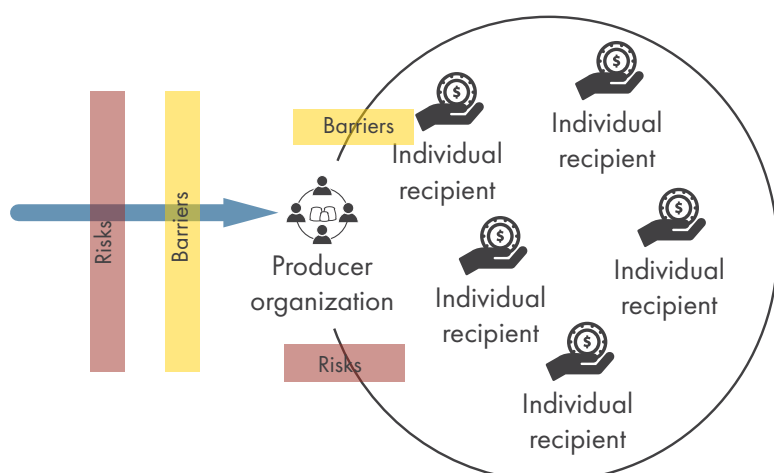 Risks
Barriers
Producer
organization
Barriers
Risks
$
Individual
recipient
$
Individual
recipient
$
Individual
recipient
$
Individual
recipient
$
Individual
recipient